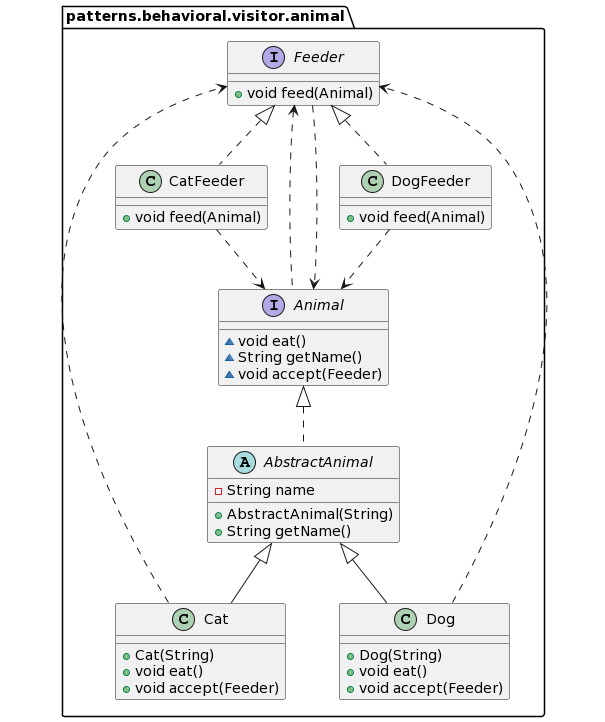 patterns.behavioral.visitor.animal
I Feeder
void feed(Animal)
C CatFeeder
void feed(Animal)
C DogFeeder
void feed(Animal)
I Animal
void eat()
String getName()
void accept(Feeder)
A AbstractAnimal
String name
AbstractAnimal(String)
String getName()
C Cat
Cat(String)
void eat()
void accept(Feeder)
C Dog
Dog(String)
void eat()
void accept(Feeder)